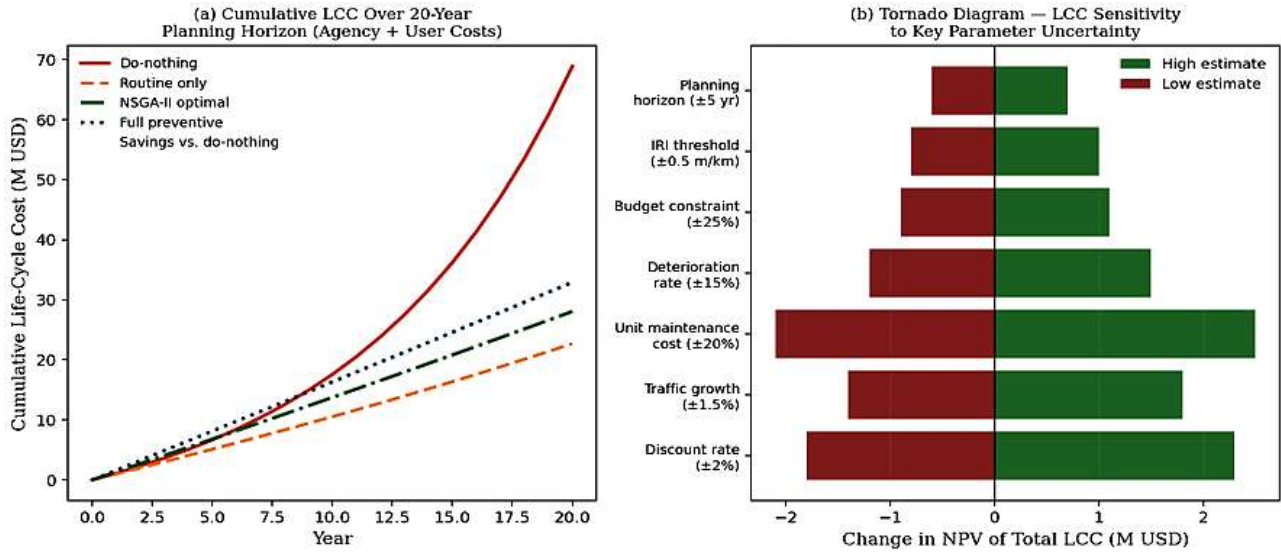 (a) Cumulative LCC Over 20-Year
Planning Horizon (Agency + User Costs)
Cumulative Life-Cycle Cost (M USD)
70
60
50
40
30
20
10
0
Do-nothing
Routine only
NSGA-II optimal
Full preventive
Savings vs. do-nothing
0.0 2.5 5.0 7.5 10.0 12.5 15.0 17.5 20.0
Year
(b) Tornado Diagram — LCC Sensitivity
to Key Parameter Uncertainty
High estimate
Low estimate
Planning
horizon (±5 yr)
IRI threshold
(±0.5 m/km)
Budget constraint
(±25%)
Deterioration
rate (±15%)
Unit maintenance
cost (±20%)
Traffic growth
(±1.5%)
Discount rate
(±2%)
−2 −1 0 1 2
Change in NPV of Total LCC (M USD)